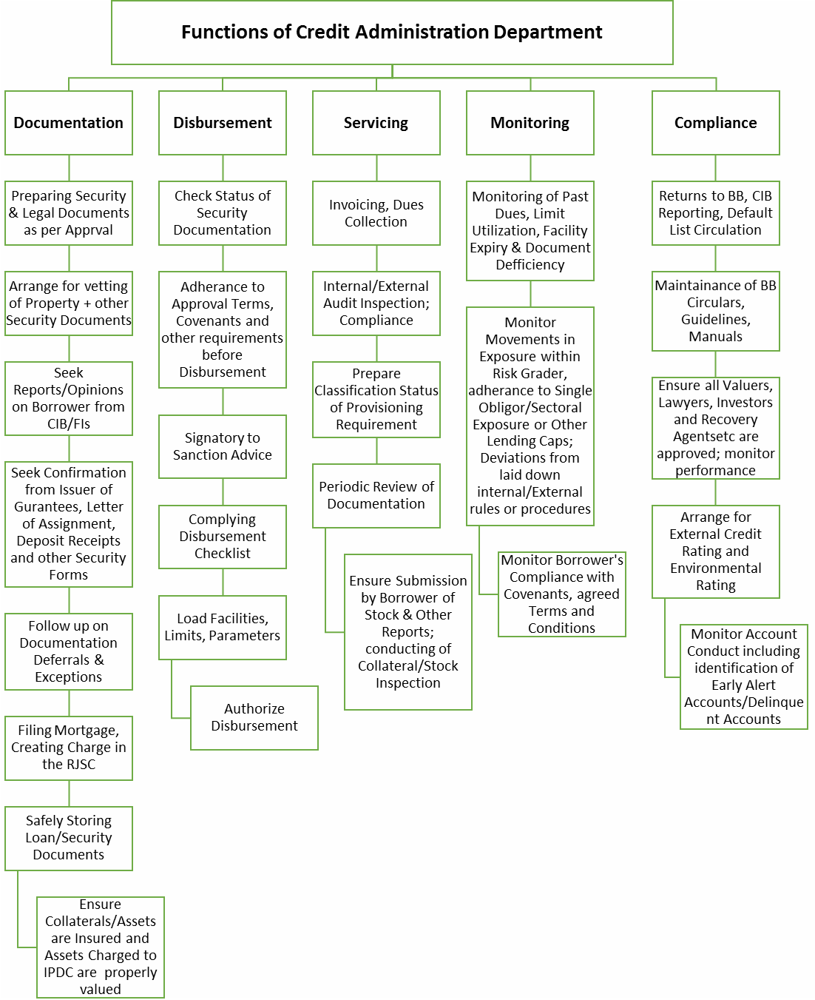 Functions of Credit Administration Department
Documentation
Preparing Security
& Legal Documents
as per Apprval
Arrange for vetting
of Property + other
Security Documents
Seek
Reports/Opinions
on Borrower from
CIB/FIs
Seek Confirmation
from Issuer of
Gurantees, Letter
of Assignment,
Deposit Receipts
and other Security
Forms
Follow up on
Documentation
Deferrals &
Exceptions
Filing Mortgage,
Creating Charge in
the RJSC
Safely Storing
Loan/Security
Documents
Ensure
Collaterals/Assets
are Insured and
Assets Charged to
IPDC are properly
valued
Disbursement
Check Status of
Security
Documentation
Adherance to
Approval Terms,
Covenants and
other requirements
before
Disbursement
Signatory to
Sanction Advice
Complying
Disbursement
Checklist
Load Facilities,
Limits, Parameters
Authorize
Disbursement
Servicing
Invoicing, Dues
Collection
Internal/External
Audit Inspection;
Compliance
Prepare
Classification Status
of Provisioning
Requirement
Periodic Review of
Documentation
Ensure Submission
by Borrower of
Stock & Other
Reports;
conducting of
Collateral/Stock
Inspection
Monitoring
Monitoring of Past
Dues, Limit
Utilization, Facility
Expiry & Document
Defficiency
Monitor
Movements in
Exposure within
Risk Grader,
adherance to Single
Obligor/Sectoral
Exposure or Other
Lending Caps;
Deviations from
laid down
internal/External
rules or procedures
Monitor Borrower's
Compliance with
Covenants, agreed
Terms and
Conditions
Compliance
Returns to BB, CIB
Reporting, Default
List Circulation
Maintainance of BB
Circulars,
Guidelines,
Manuals
Ensure all Valuers,
Lawyers, Investors
and Recovery
Agentsetc are
approved; monitor
performance
Arrange for
External Credit
Rating and
Environmental
Rating
Monitor Account
Conduct including
identification of
Early Alert
Accounts/Delinque
nt Accounts